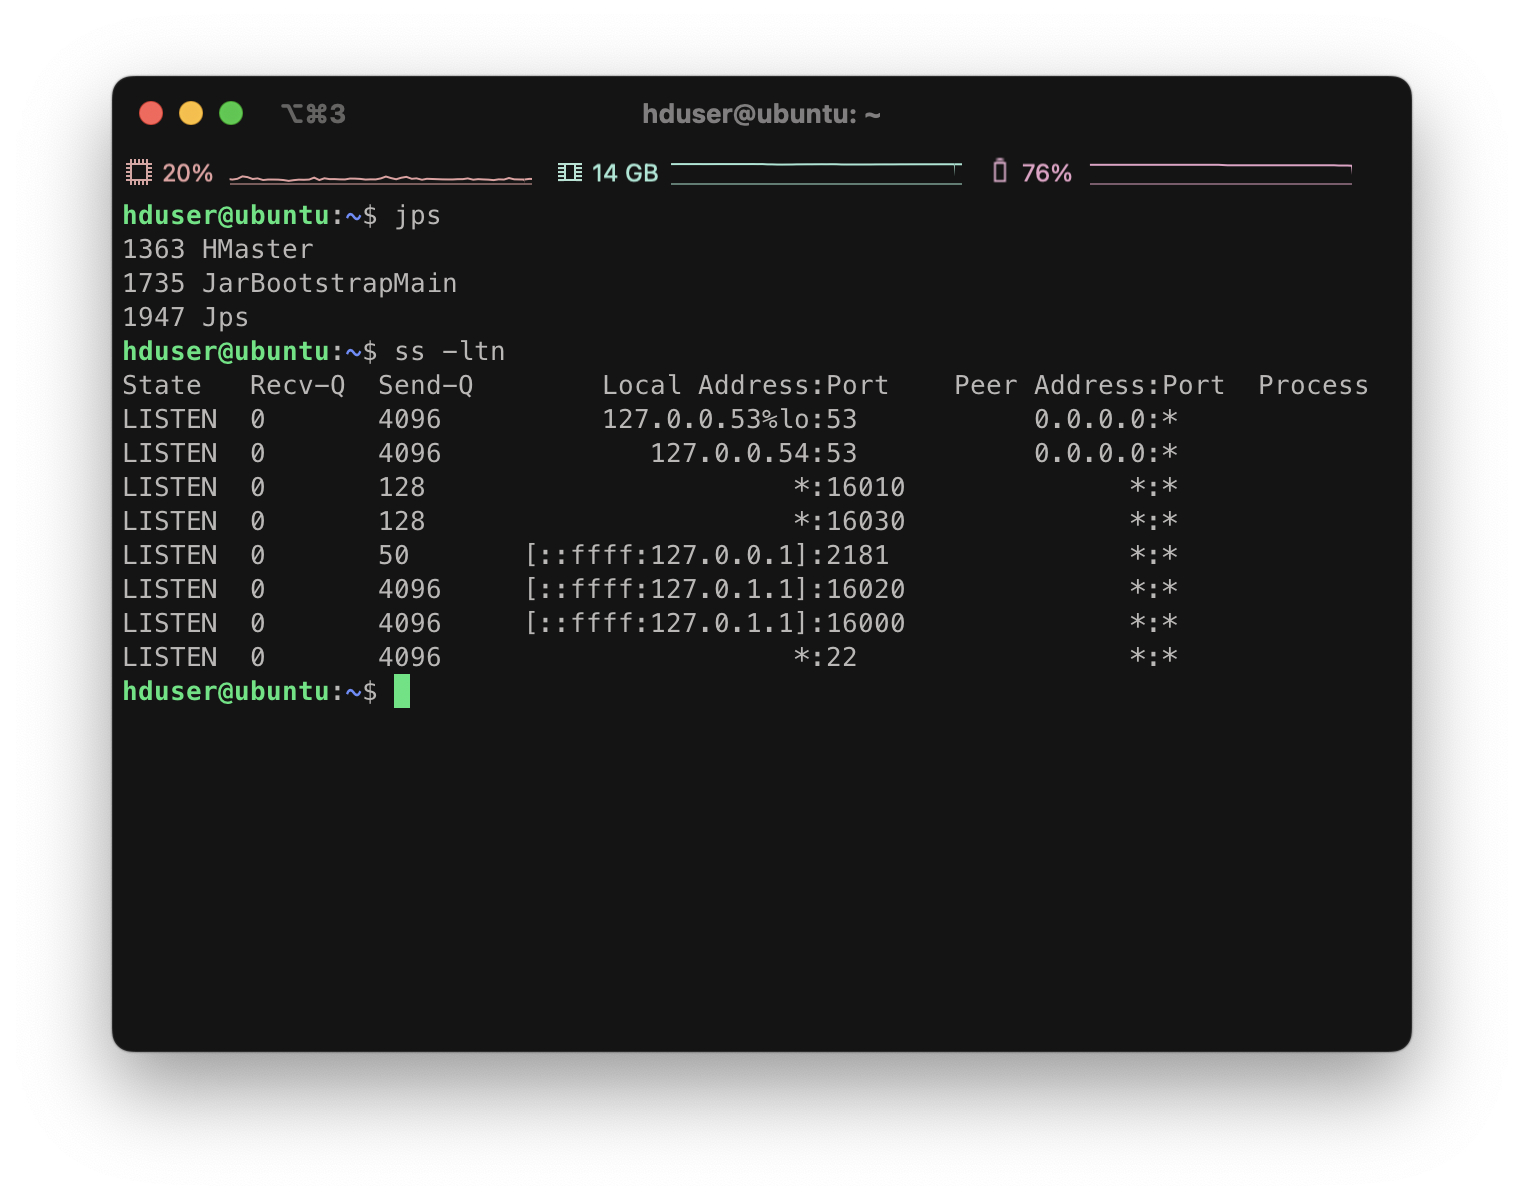 ⌥⌘3 hduser@ubuntu: ~
20% 14 GB 76%
hduser@ubuntu:~$ jps
1363 HMaster
1735 JarBootstrapMain
1947 Jps
hduser@ubuntu:~$ ss -ltn
State   Recv-Q  Send-Q        Local Address:Port    Peer Address:Port  Process
LISTEN  0       4096          127.0.0.53%lo:53           0.0.0.0:*
LISTEN  0       4096             127.0.0.54:53           0.0.0.0:*
LISTEN  0       128                       *:16010              *:*
LISTEN  0       128                       *:16030              *:*
LISTEN  0       50       [::ffff:127.0.0.1]:2181               *:*
LISTEN  0       4096     [::ffff:127.0.1.1]:16020              *:*
LISTEN  0       4096     [::ffff:127.0.1.1]:16000              *:*
LISTEN  0       4096                      *:22                 *:*
hduser@ubuntu:~$